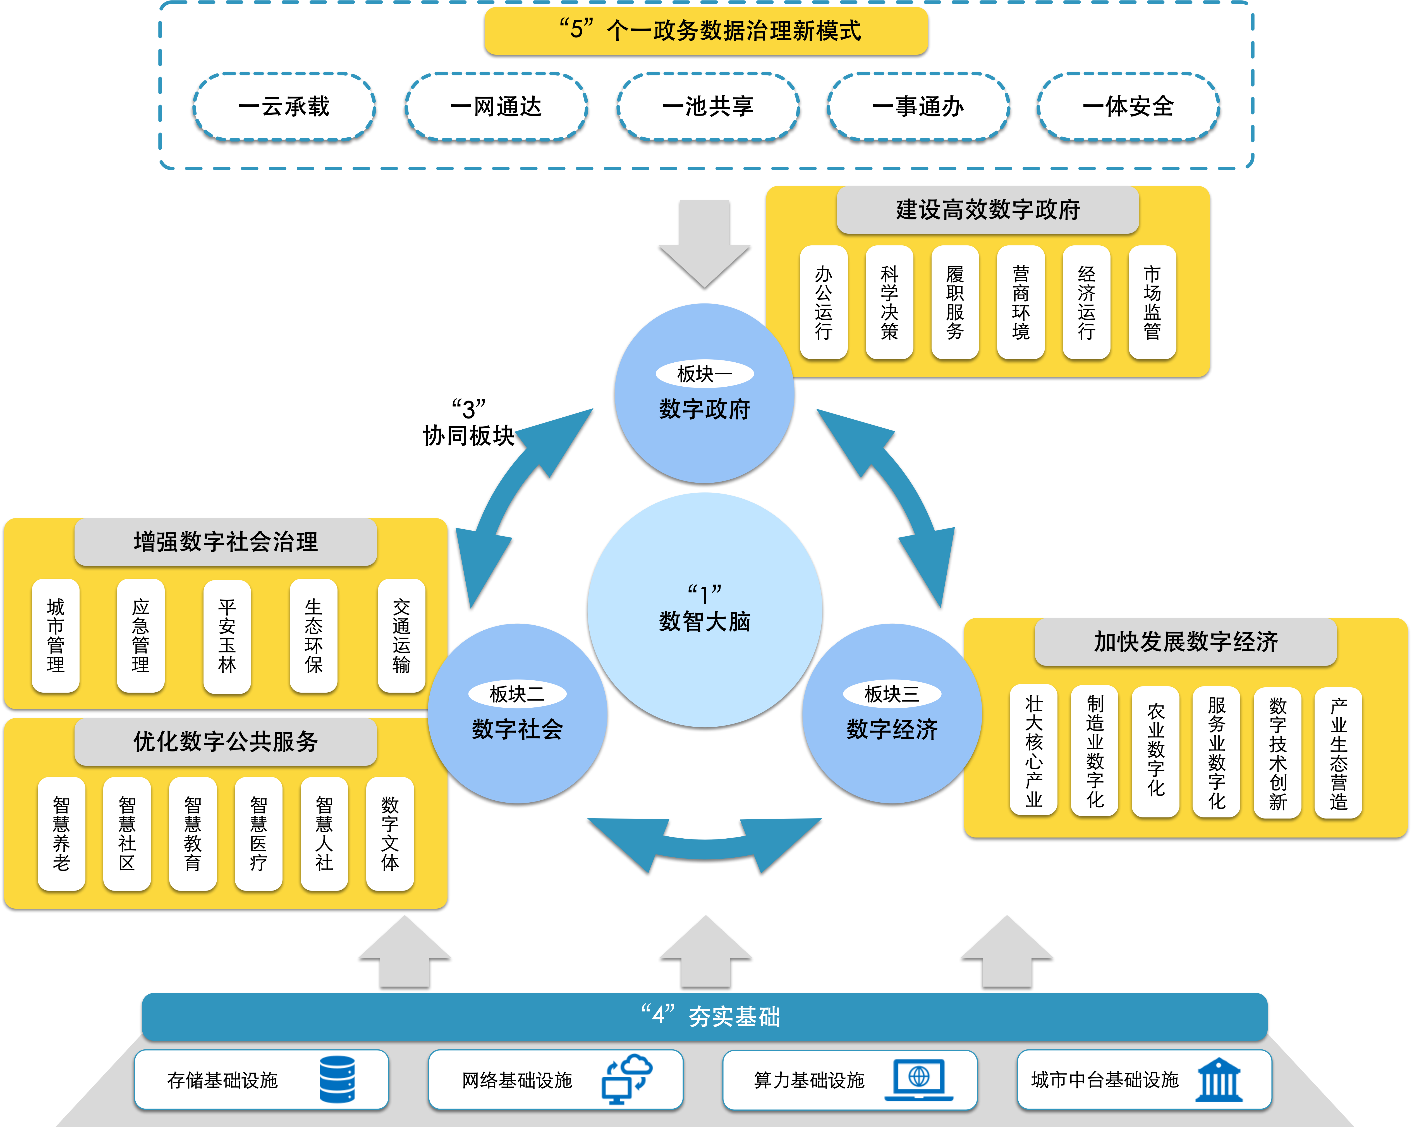 “5” 个一政务数据治理新模式
一云承载
一网通达
一池共享
一事通办
一体安全
建设高效数字政府
办公运行
科学决策
履职服务
营商环境
经济运行
市场监管
板块一
数字政府
“3”
协同板块
“1”
数智大脑
增强数字社会治理
城市管理
应急管理
平安玉林
生态环保
交通运输
板块二
数字社会
优化数字公共服务
智慧养老
智慧社区
智慧教育
智慧医疗
智慧人社
数字文体
板块三
数字经济
加快发展数字经济
壮大核心产业
制造业数字化
农业数字化
服务业数字化
数字技术创新
产业生态营造
“4” 夯实基础
存储基础设施
网络基础设施
算力基础设施
城市中台基础设施